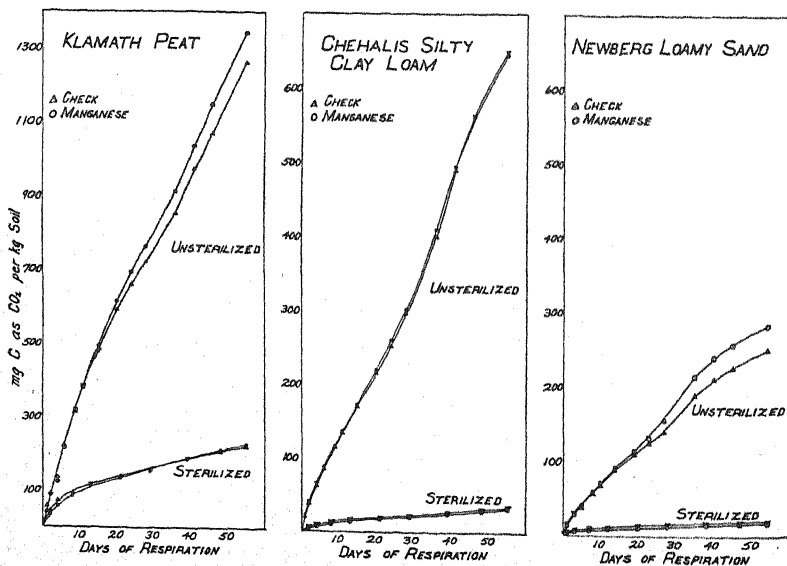 KLAMATH PEAT
△ CHECK
○ MANGANESE
1300
1100
900
700
500
300
100
mg C as CO₂ per kg Soil
UNSTERILIZED
STERILIZED
10 20 30 40 50
DAYS OF RESPIRATION
CHEHALIS SILTY
CLAY LOAM
△ CHECK
○ MANGANESE
600
500
400
300
200
100
UNSTERILIZED
STERILIZED
10 20 30 40 50
DAYS OF RESPIRATION
NEWBERG LOAMY SAND
△ CHECK
○ MANGANESE
600
500
400
300
200
100
UNSTERILIZED
STERILIZED
10 20 30 40 50
DAYS OF RESPIRATION